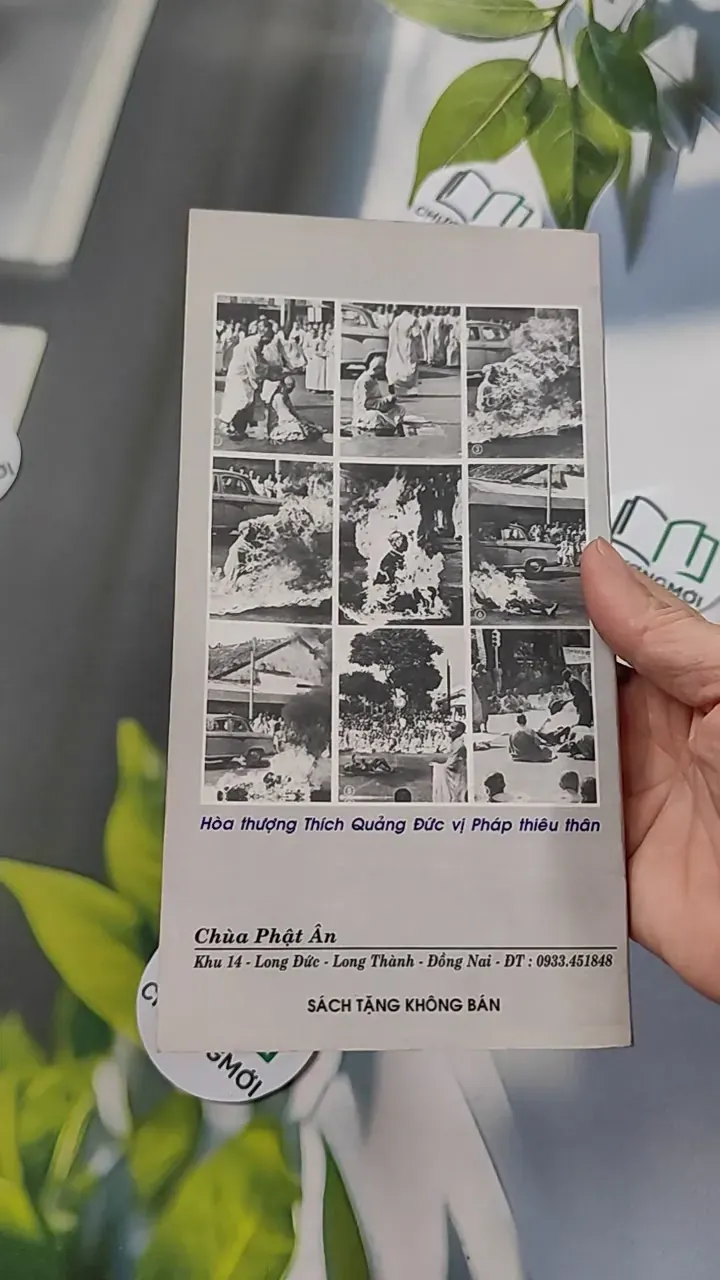 Hòa thượng Thích Quảng Đức vị Pháp thiêu thân
Chùa Phật Ân
Khu 14 - Long Đức - Long Thành - Đồng Nai - ĐT : 0933.451848
SÁCH TẶNG KHÔNG BÁN